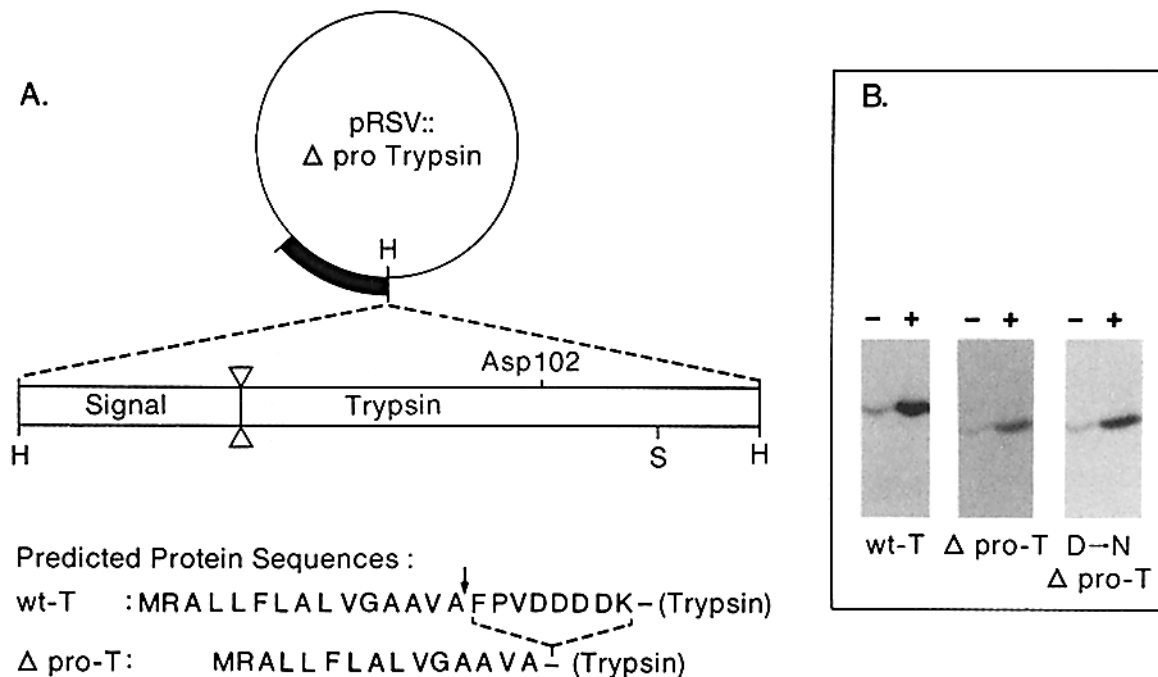 A.
pRSV::
Δ pro Trypsin
H
Asp102
Signal
Trypsin
H
S
H
Predicted Protein Sequences :
wt-T :MRALLFLALVGAAVAFPVDDDDK–(Trypsin)
Δ pro-T: MRALLFLALVGAAVA– (Trypsin)
B.
– + – + – +
wt-T Δ pro-T D→N
Δ pro-T